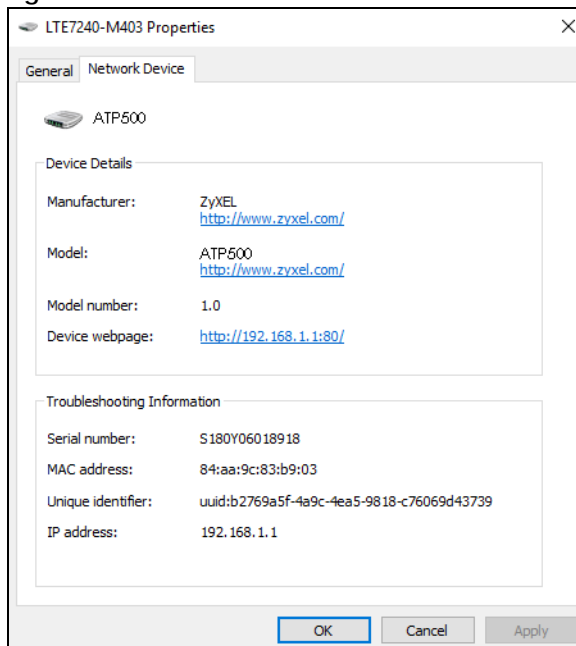 LTE7240-M403 Properties
General Network Device
ATP500
Device Details
Manufacturer: ZyXEL
http://www.zyxel.com/
Model: ATP500
http://www.zyxel.com/
Model number: 1.0
Device webpage: http://192.168.1.1:80/
Troubleshooting Information
Serial number: S180Y06018918
MAC address: 84:aa:9c:83:b9:03
Unique identifier: uuid:b2769a5f-4a9c-4ea5-9818-c76069d43739
IP address: 192.168.1.1
OK Cancel Apply